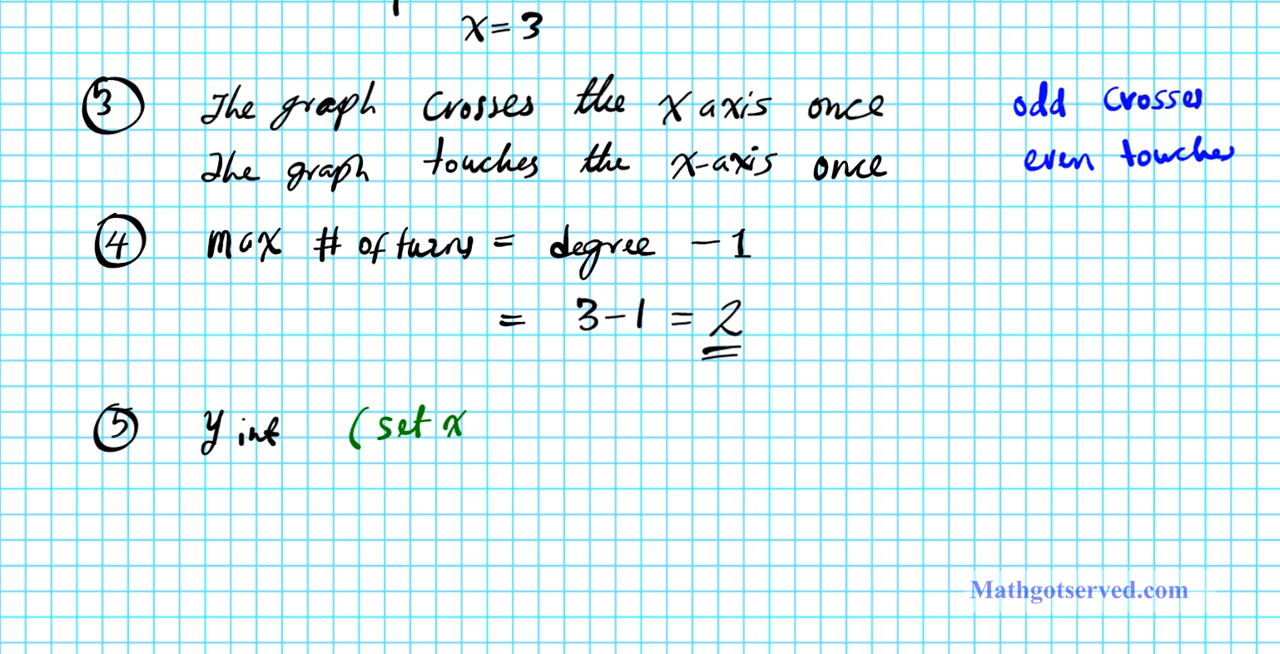 x=3
③ The graph crosses the x axis once odd crosses
The graph touches the x-axis once even touches
④ max # of turns = degree - 1
= 3-1 = 2
⑤ y int (set x
Mathgotserved.com